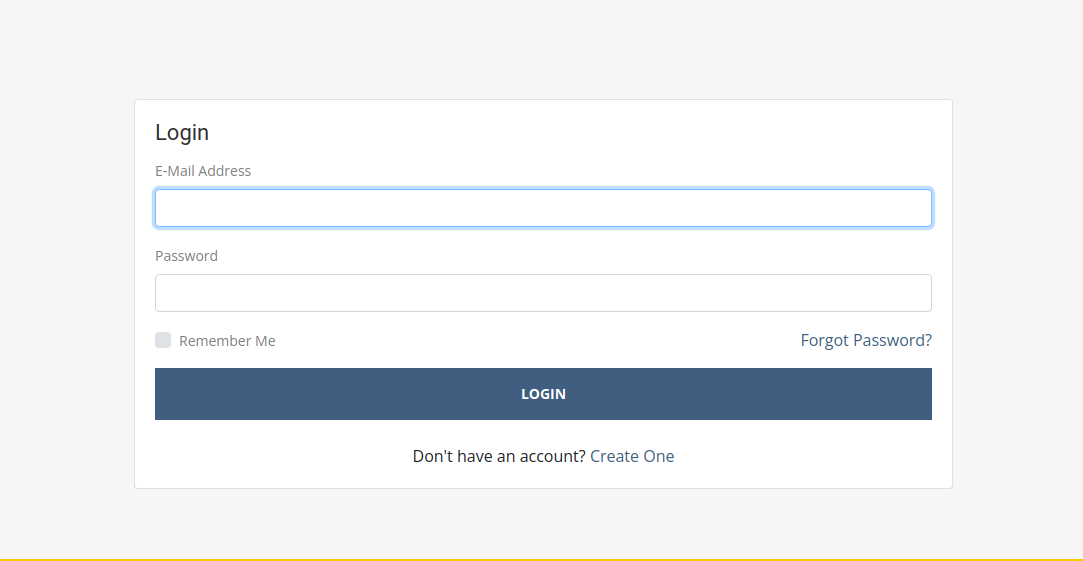 Login
E-Mail Address
Password
Remember Me
Forgot Password?
LOGIN
Don't have an account? Create One